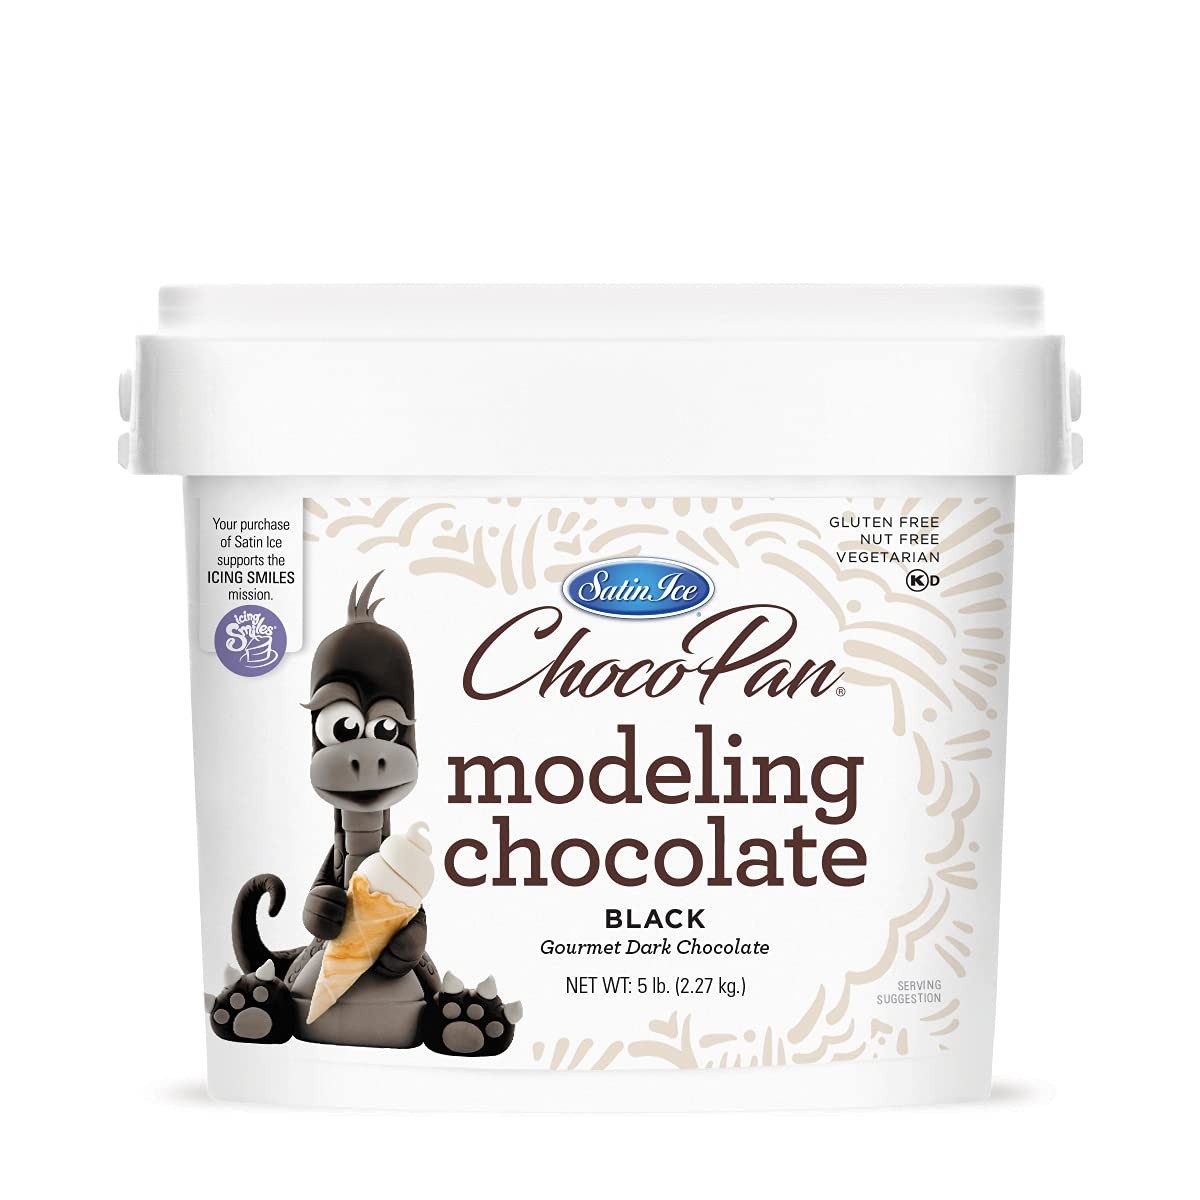 Your purchase
of Satin Ice
supports the
ICING SMILES
mission.
Icing
Smiles®
GLUTEN FREE
NUT FREE
VEGETARIAN
K D
Satin Ice®
ChocoPan®
modeling
chocolate
BLACK
Gourmet Dark Chocolate
NET WT: 5 lb. (2.27 kg.)
SERVING
SUGGESTION